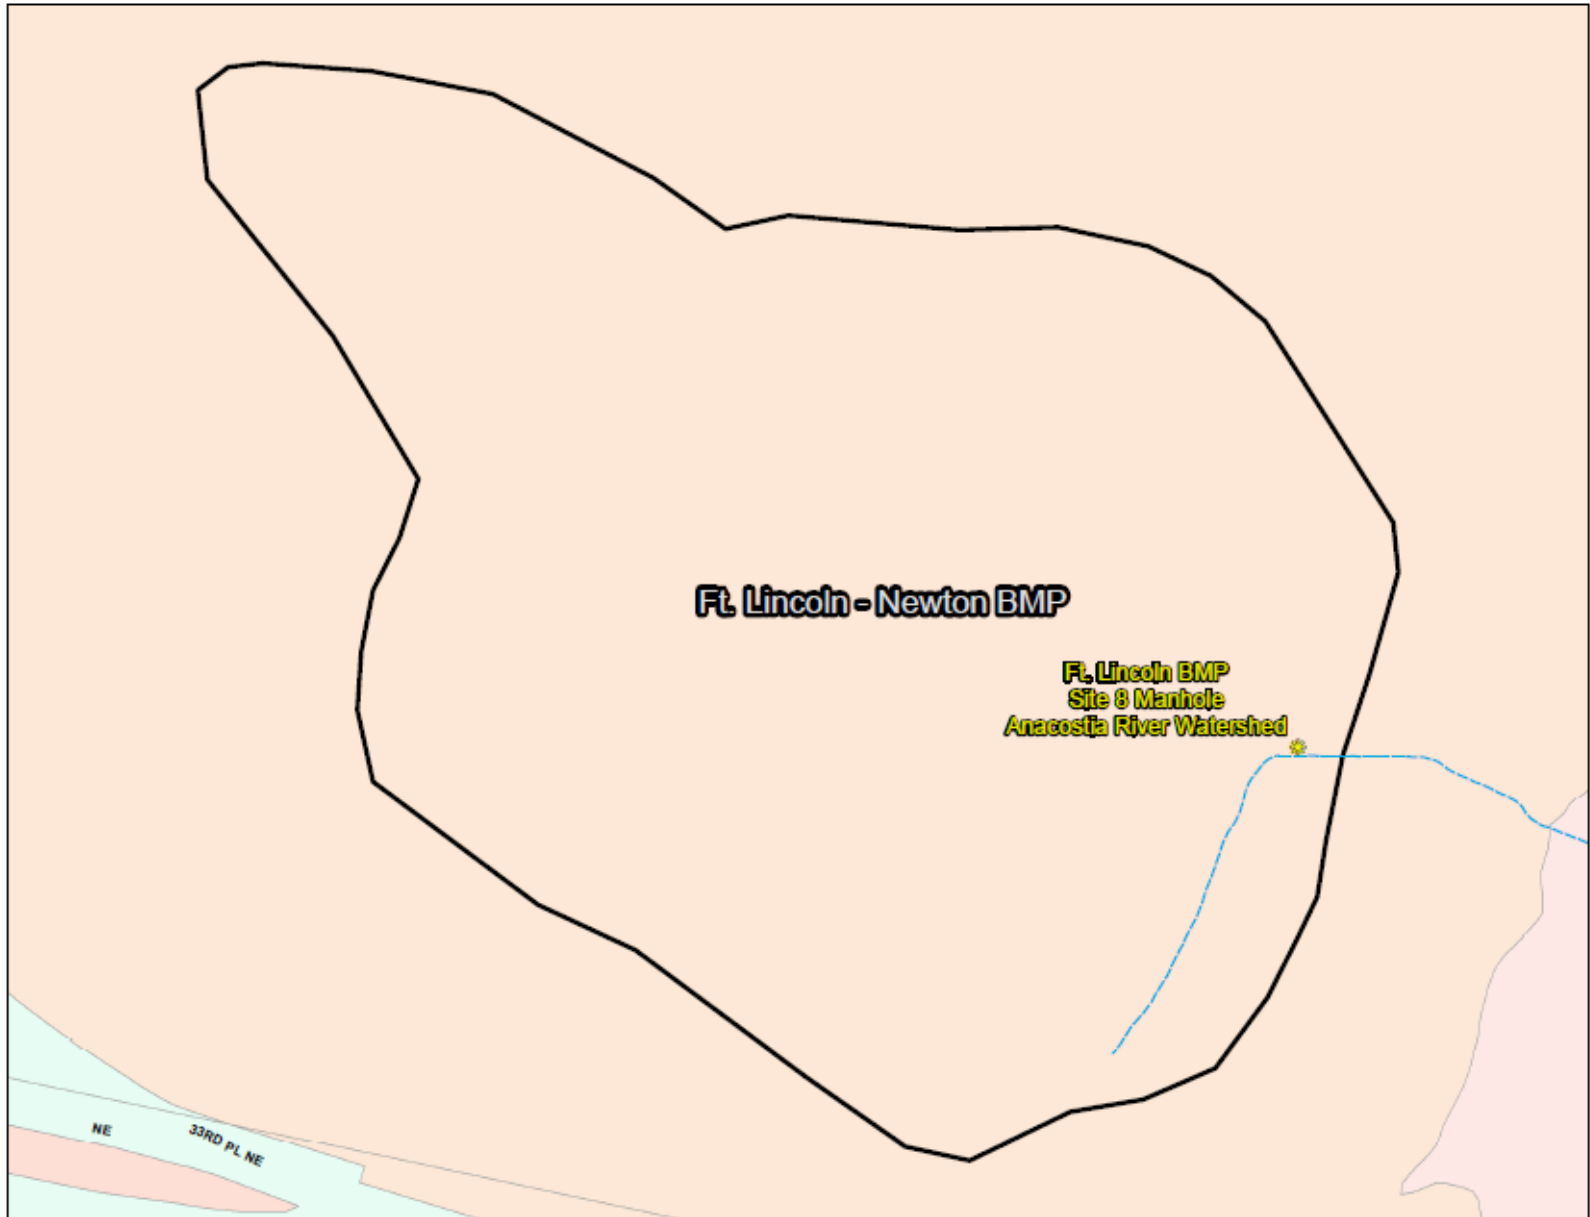 Ft. Lincoln - Newton BMP
Ft. Lincoln BMP
Site 8 Manhole
Anacostia River Watershed
NE
33RD PL NE